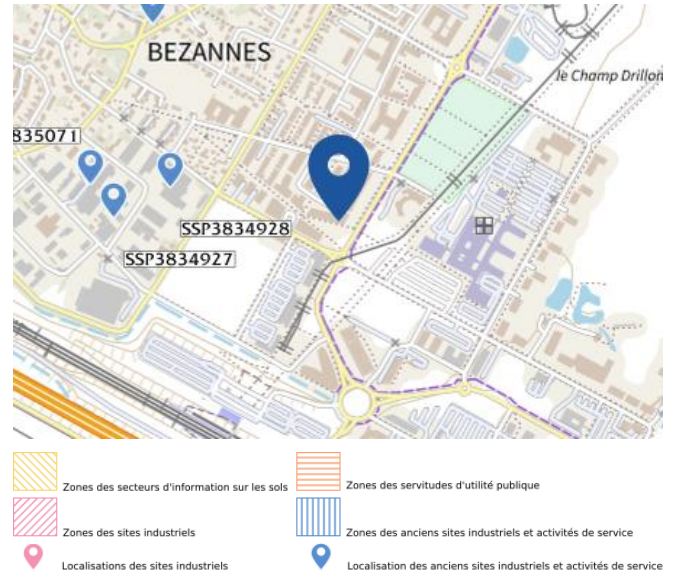 BEZANNES
le Champ Drillon
835071
SSP3834928
SSP3834927
Zones des secteurs d'information sur les sols
Zones des servitudes d'utilité publique
Zones des sites industriels
Zones des anciens sites industriels et activités de service
Localisations des sites industriels
Localisation des anciens sites industriels et activités de service